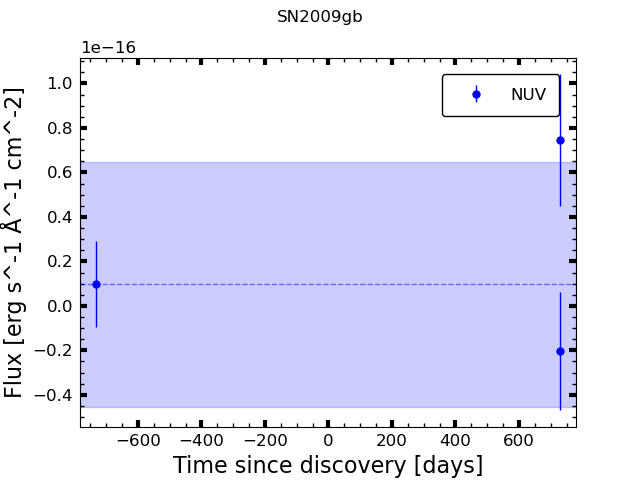 SN2009gb
1e−16
NUV
1.0
0.8
0.6
0.4
0.2
0.0
−0.2
−0.4
Flux [erg s^-1 Å^-1 cm^-2]
−600 −400 −200 0 200 400 600
Time since discovery [days]